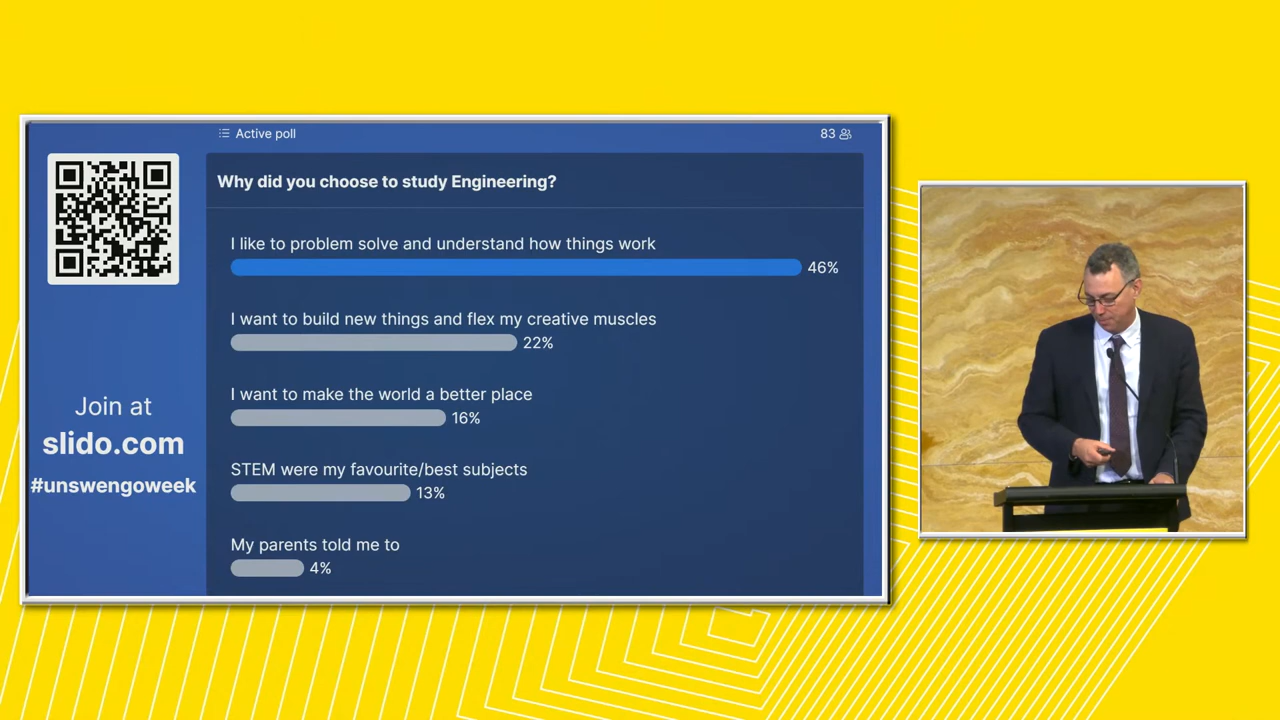 Active poll
83
Why did you choose to study Engineering?
I like to problem solve and understand how things work
46%
I want to build new things and flex my creative muscles
22%
I want to make the world a better place
16%
STEM were my favourite/best subjects
13%
My parents told me to
4%
Join at
slido.com
#unswengoweek